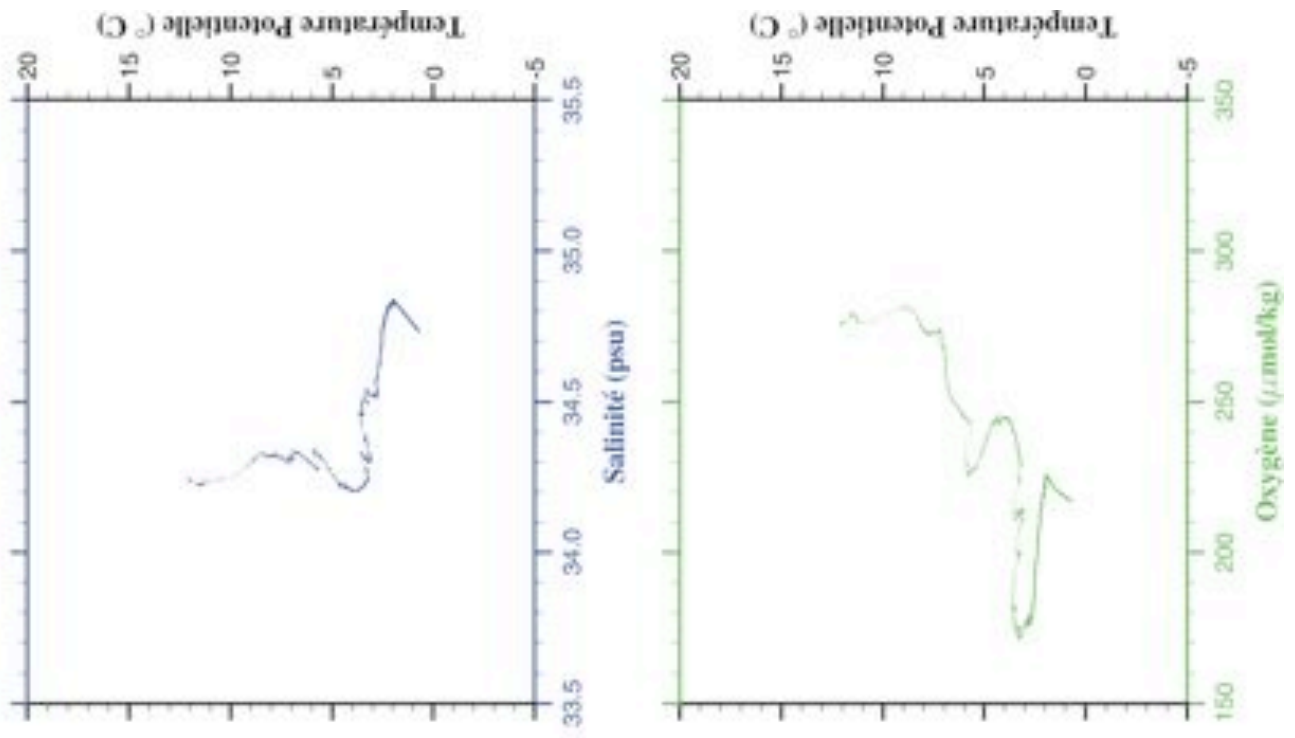 Température Potentielle (° C)
20 15 10 5 0 -5
33.5 34.0 34.5 35.0 35.5
Salinité (psu)
Température Potentielle (° C)
20 15 10 5 0 -5
150 200 250 300 350
Oxygène (μmol/kg)